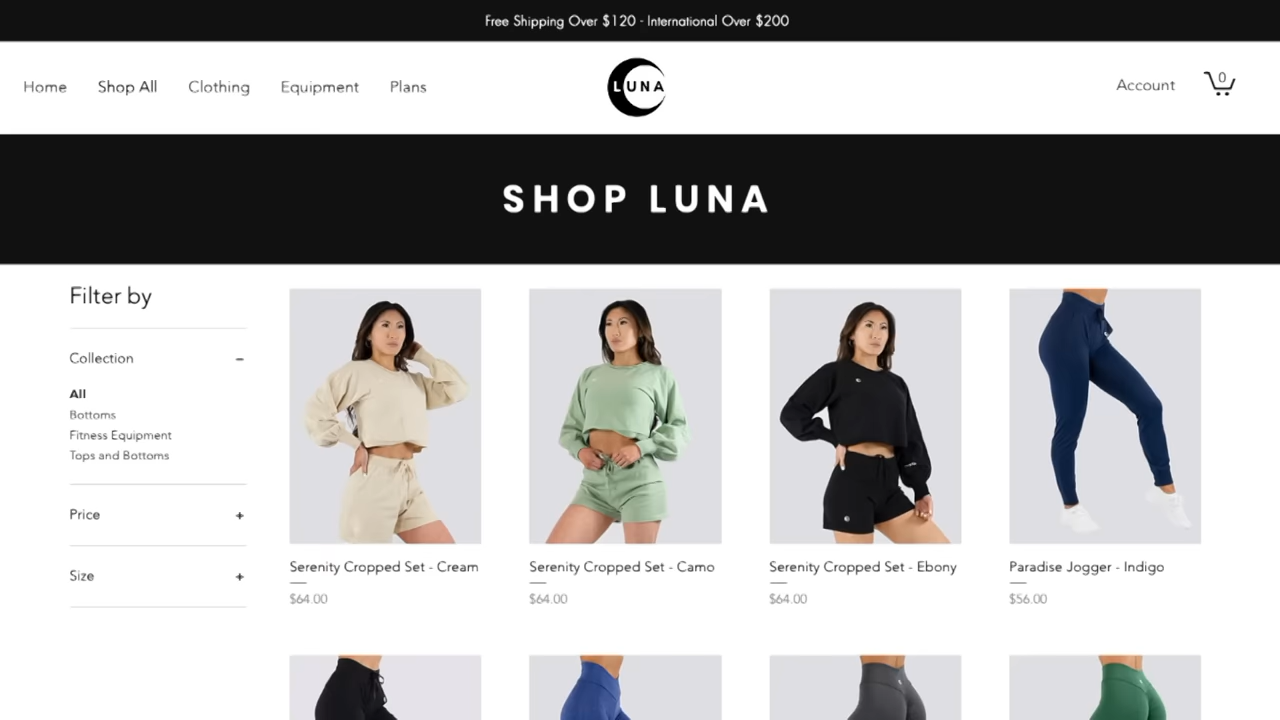 Free Shipping Over $120 - International Over $200
Home Shop All Clothing Equipment Plans
LUNA
Account
0
SHOP LUNA
Filter by
Collection -
All
Bottoms
Fitness Equipment
Tops and Bottoms
Price +
Size +
Serenity Cropped Set - Cream
$64.00
Serenity Cropped Set - Camo
$64.00
Serenity Cropped Set - Ebony
$64.00
Paradise Jogger - Indigo
$56.00